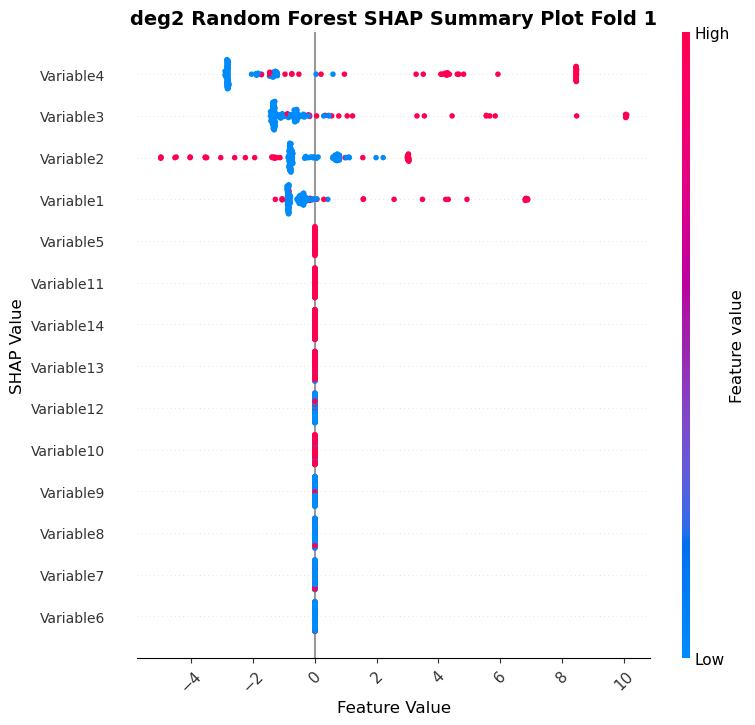 deg2 Random Forest SHAP Summary Plot Fold 1
High
Variable4
Variable3
Variable2
Variable1
Variable5
Variable11
Variable14
Variable13
Variable12
Variable10
Variable9
Variable8
Variable7
Variable6
SHAP Value
Feature value
Low
−4 −2 0 2 4 6 8 10
Feature Value